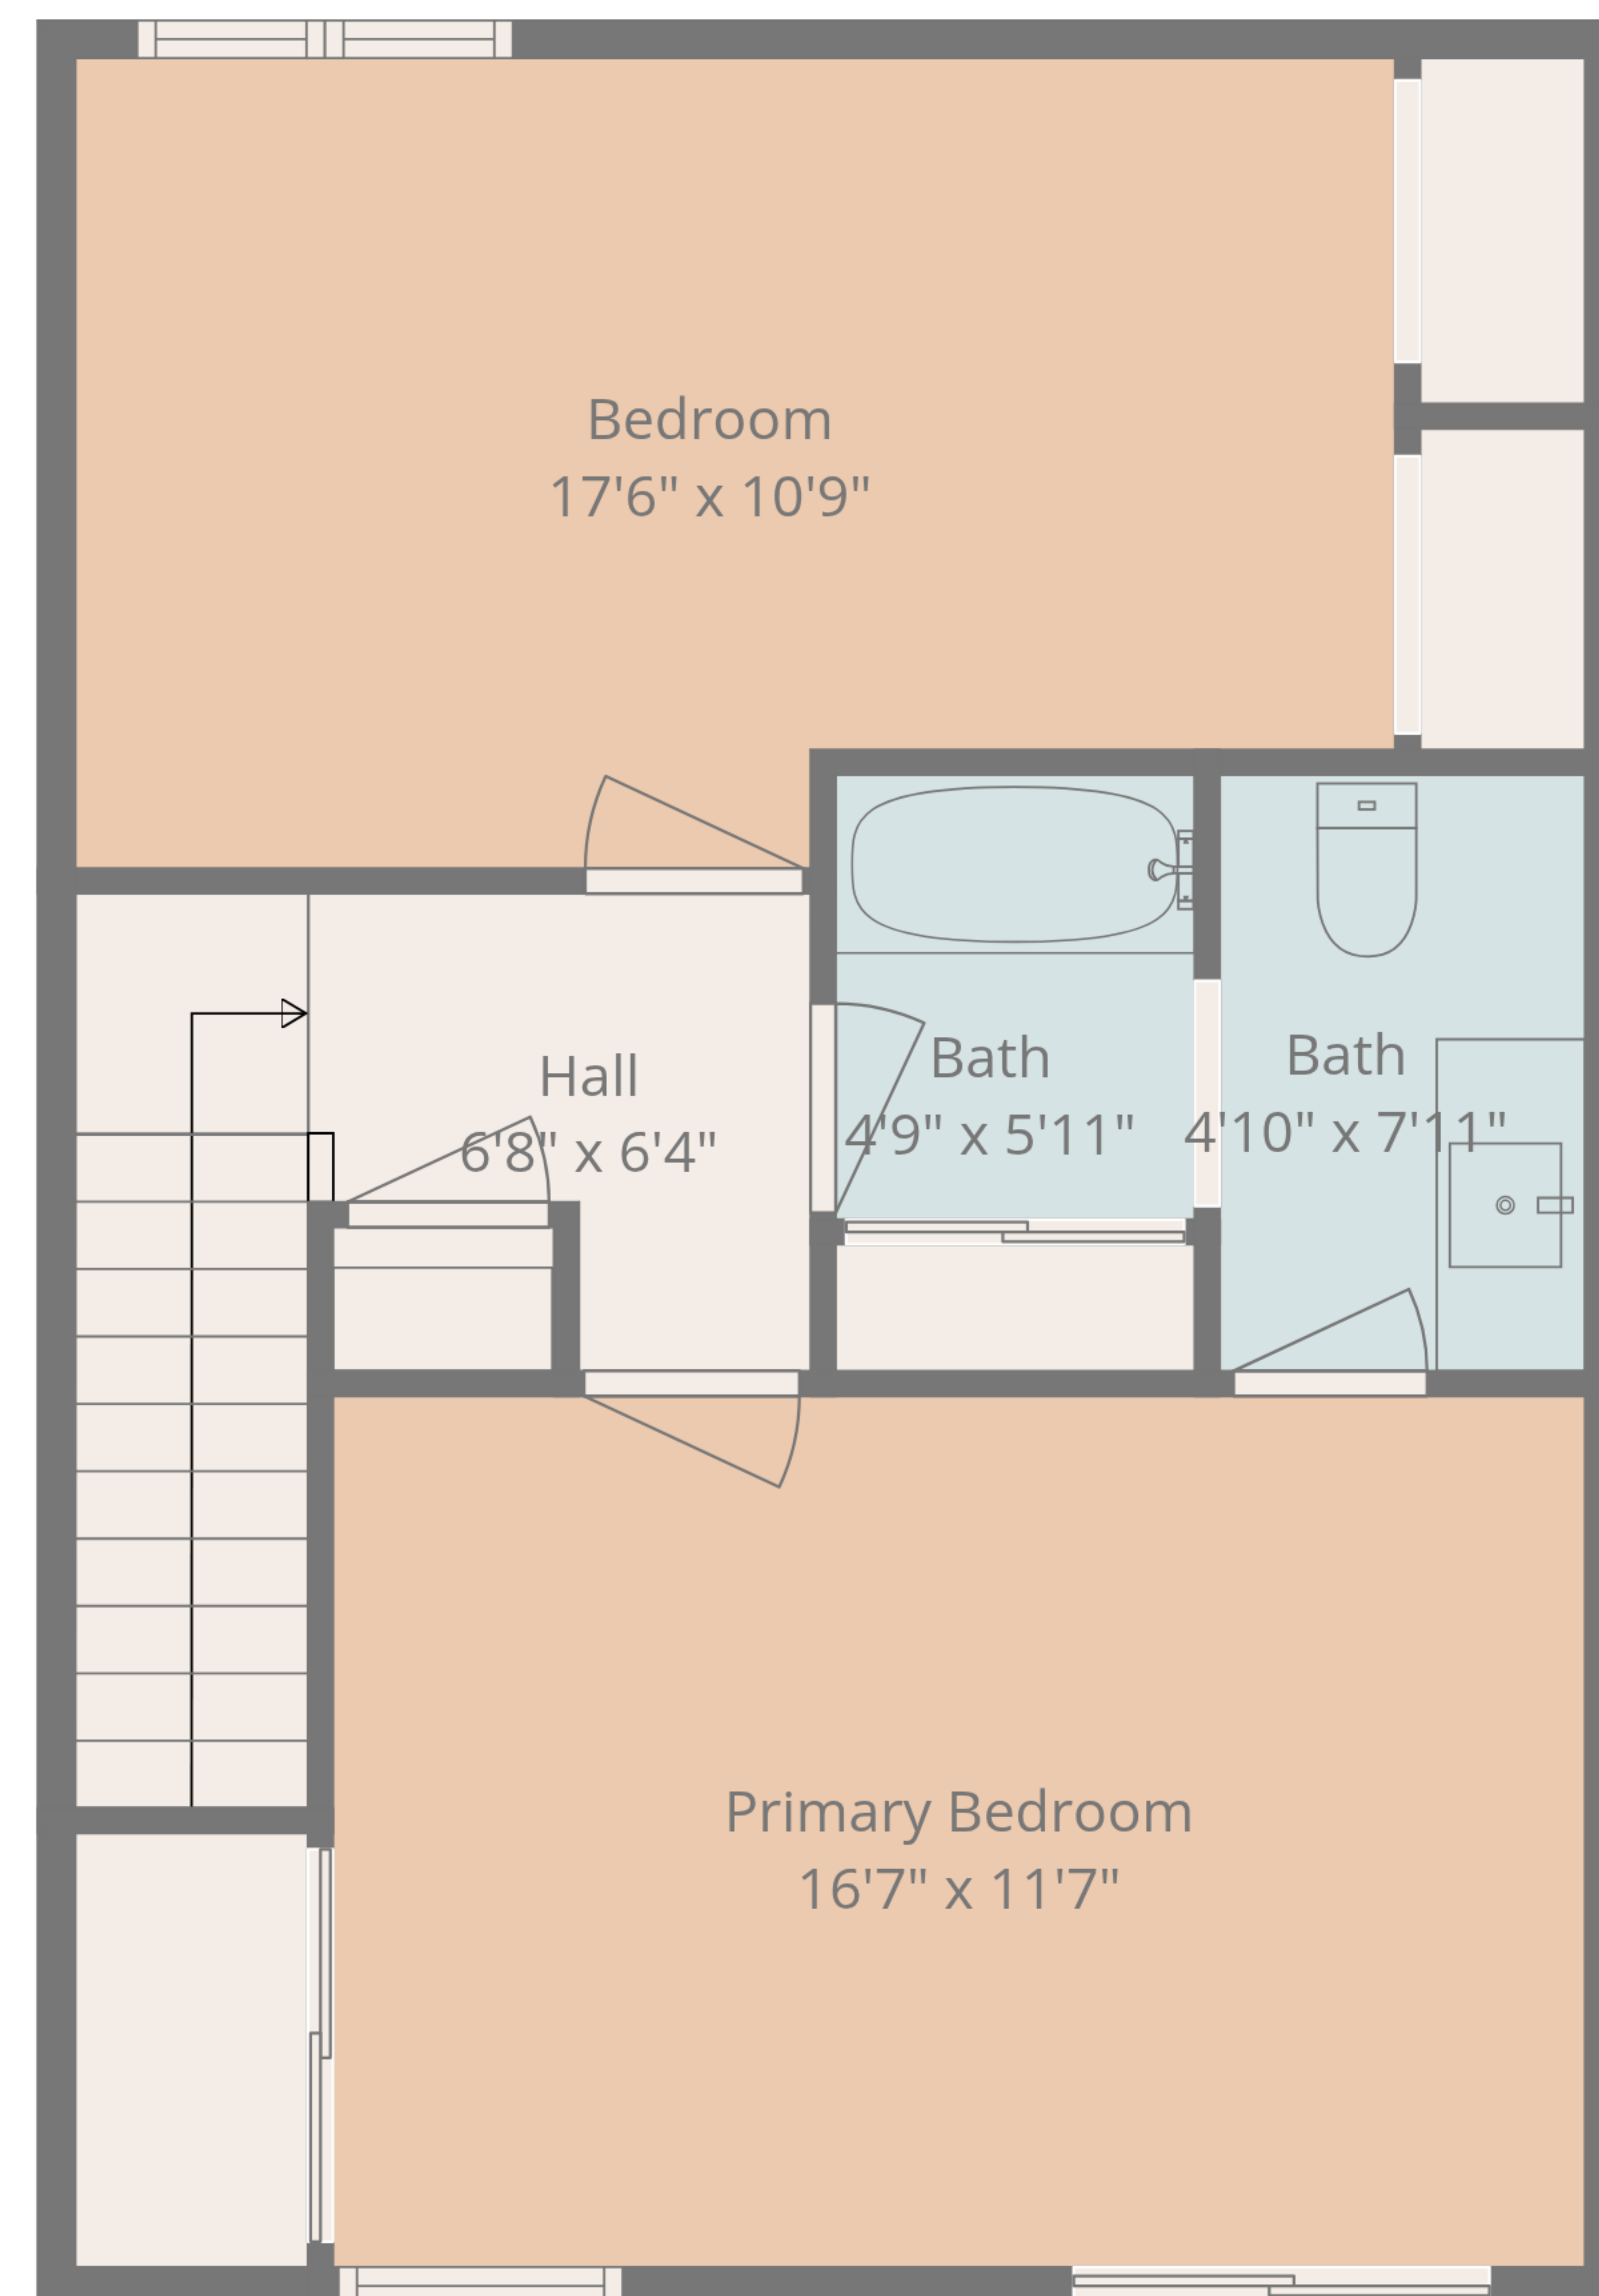 Bedroom
17'6" x 10'9"
Hall
6'8" x 6'4"
Bath
4'9" x 5'11"
Bath
4'10" x 7'11"
Primary Bedroom
16'7" x 11'7"